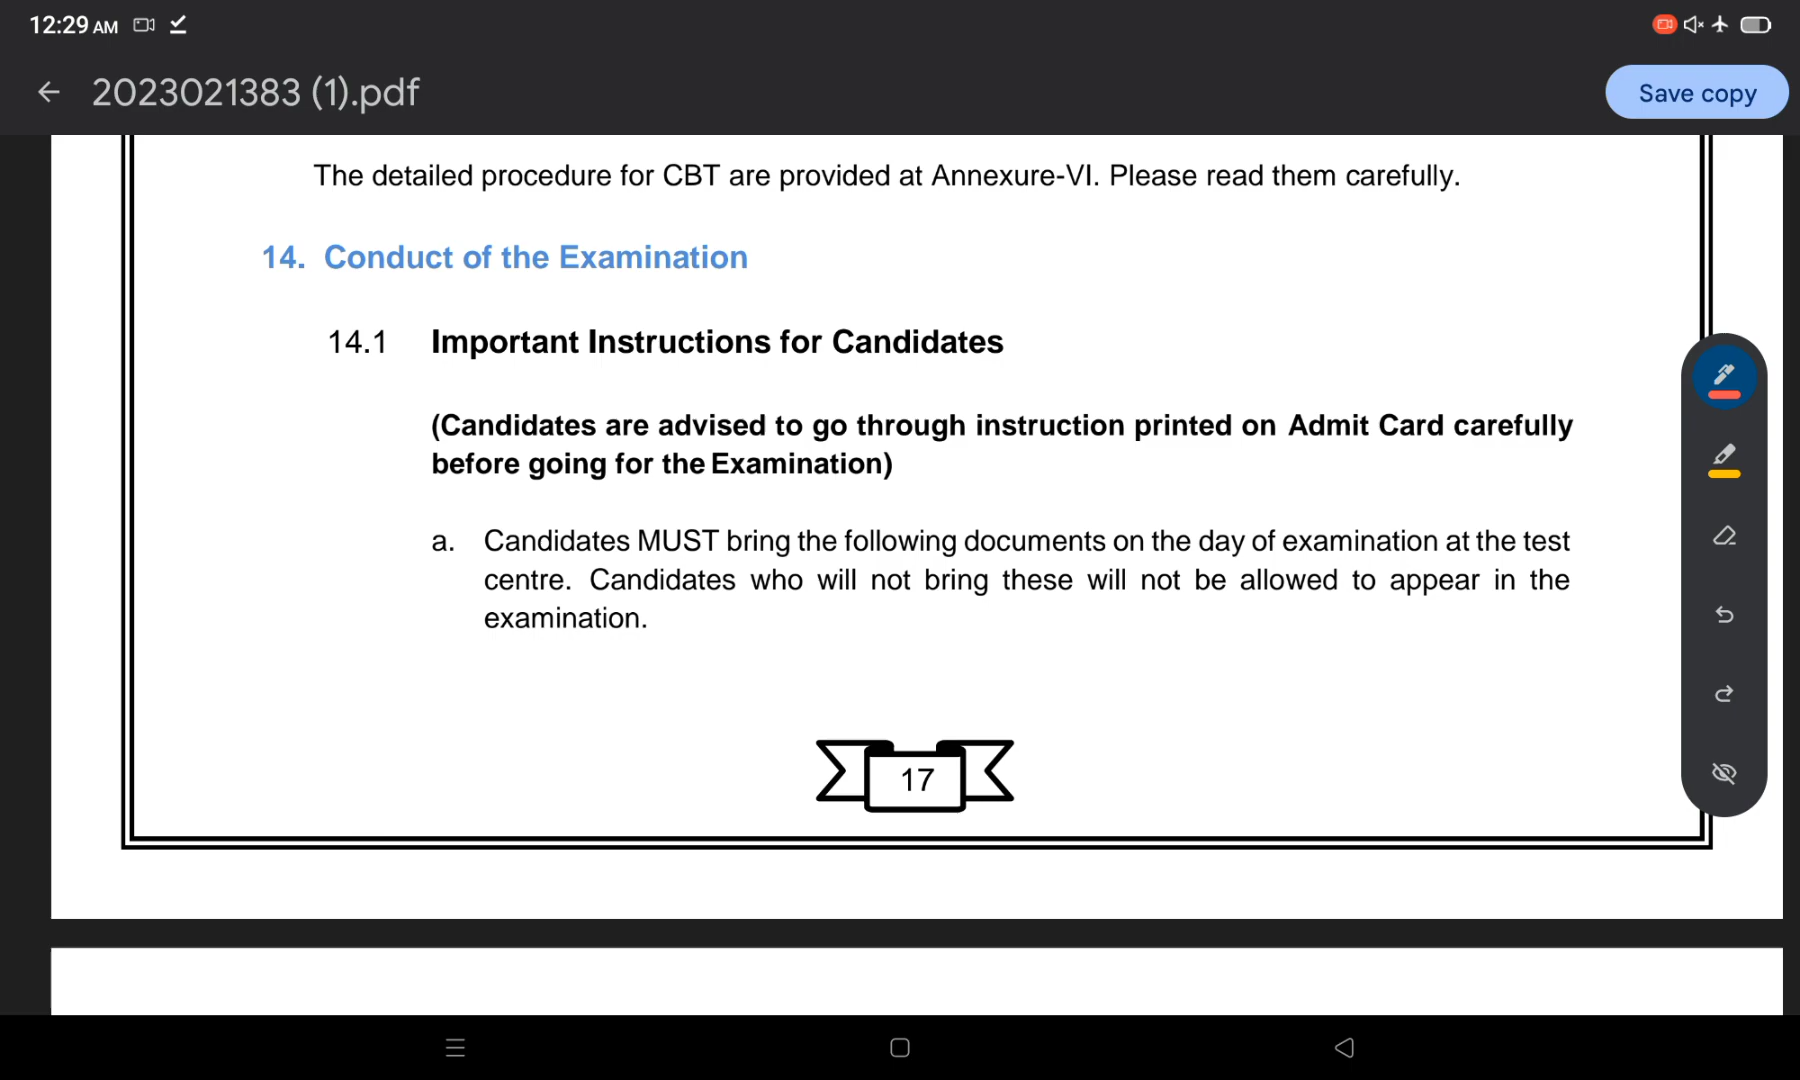 12:29 AM
2023021383 (1).pdf
Save copy
The detailed procedure for CBT are provided at Annexure-VI. Please read them carefully.
14. Conduct of the Examination
14.1 Important Instructions for Candidates
(Candidates are advised to go through instruction printed on Admit Card carefully
before going for the Examination)
a. Candidates MUST bring the following documents on the day of examination at the test
centre. Candidates who will not bring these will not be allowed to appear in the
examination.
17